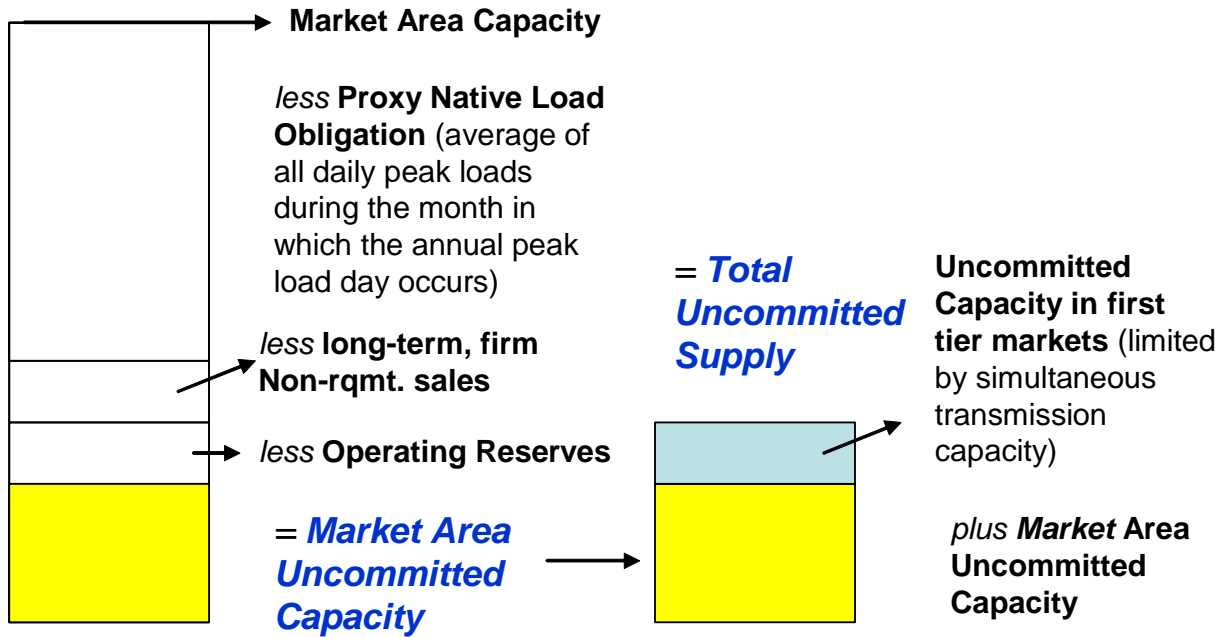 Market Area Capacity
less Proxy Native Load
Obligation (average of
all daily peak loads
during the month in
which the annual peak
load day occurs)
less long-term, firm
Non-rqmt. sales
less Operating Reserves
= Market Area
Uncommitted
Capacity
= Total
Uncommitted
Supply
Uncommitted
Capacity in first
tier markets (limited
by simultaneous
transmission
capacity)
plus Market Area
Uncommitted
Capacity